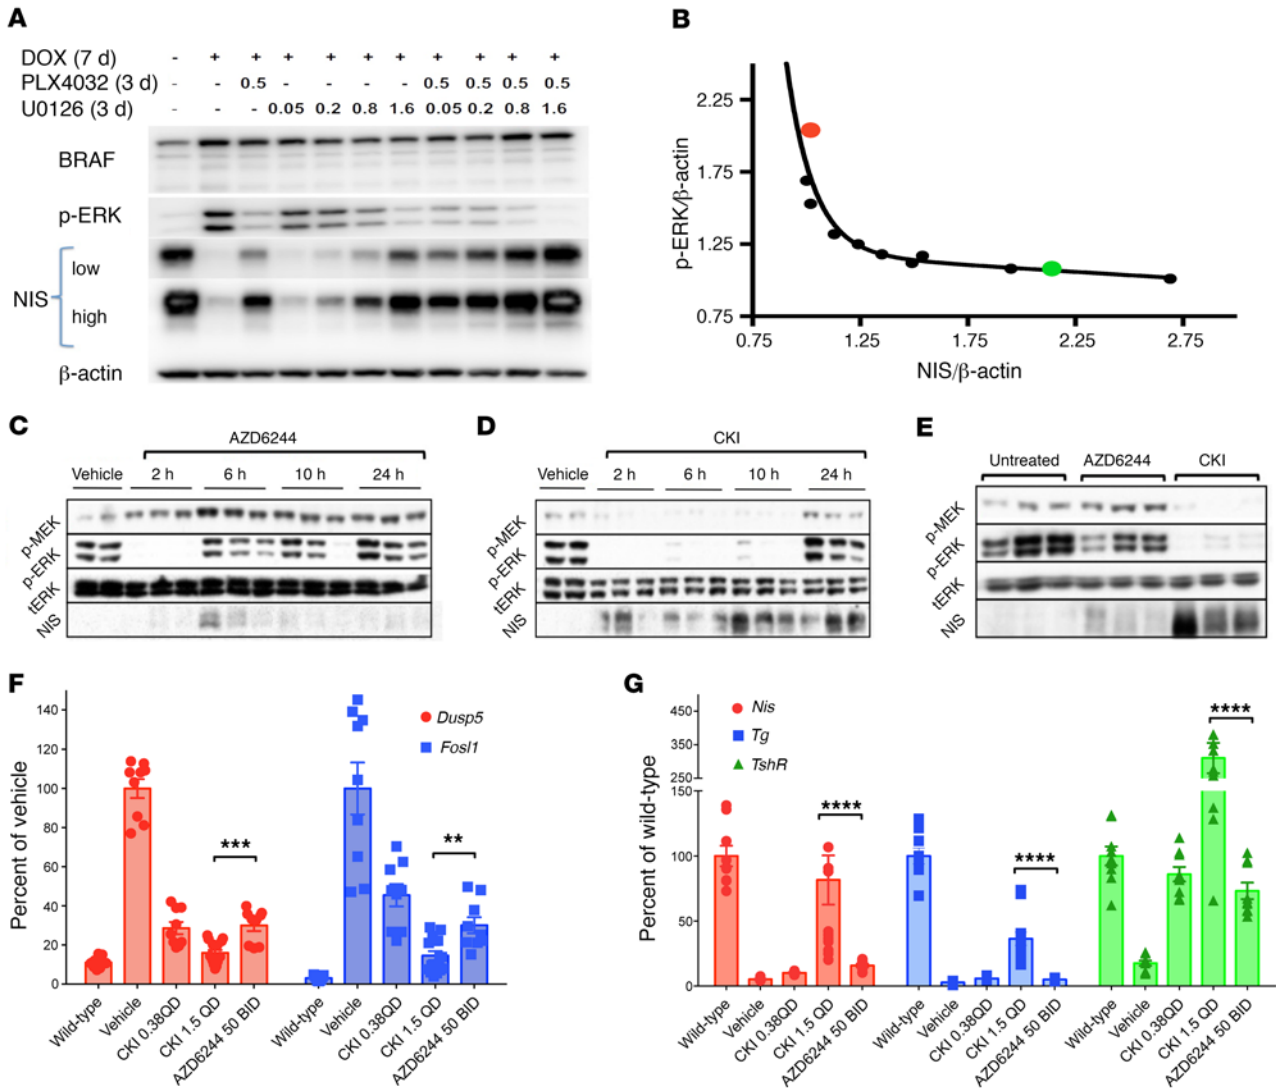 A
DOX (7 d) - + + + + + + + + + +
PLX4032 (3 d) - - 0.5 - - - - 0.5 0.5 0.5 0.5
U0126 (3 d) - - - 0.05 0.2 0.8 1.6 0.05 0.2 0.8 1.6
BRAF
p-ERK
low
NIS
high
β-actin
B
p-ERK/β-actin
2.25
1.75
1.25
0.75
0.75 1.25 1.75 2.25 2.75
NIS/β-actin
C
AZD6244
Vehicle 2 h 6 h 10 h 24 h
p-MEK
p-ERK
tERK
NIS
D
CKI
Vehicle 2 h 6 h 10 h 24 h
p-MEK
p-ERK
tERK
NIS
E
Untreated AZD6244 CKI
p-MEK
p-ERK
tERK
NIS
F
Percent of vehicle
140
120
100
80
60
40
20
0
Dusp5
Fosl1
*** **
Wild-type Vehicle CKI 0.38QD CKI 1.5 QD AZD6244 50 BID Wild-type Vehicle CKI 0.38QD CKI 1.5 QD AZD6244 50 BID
G
Percent of wild-type
450
350
250
150
100
50
0
Nis
Tg
TshR
**** **** ****
Wild-type Vehicle CKI 0.38QD CKI 1.5 QD AZD6244 50 BID Wild-type Vehicle CKI 0.38QD CKI 1.5 QD AZD6244 50 BID Wild-type Vehicle CKI 0.38QD CKI 1.5 QD AZD6244 50 BID